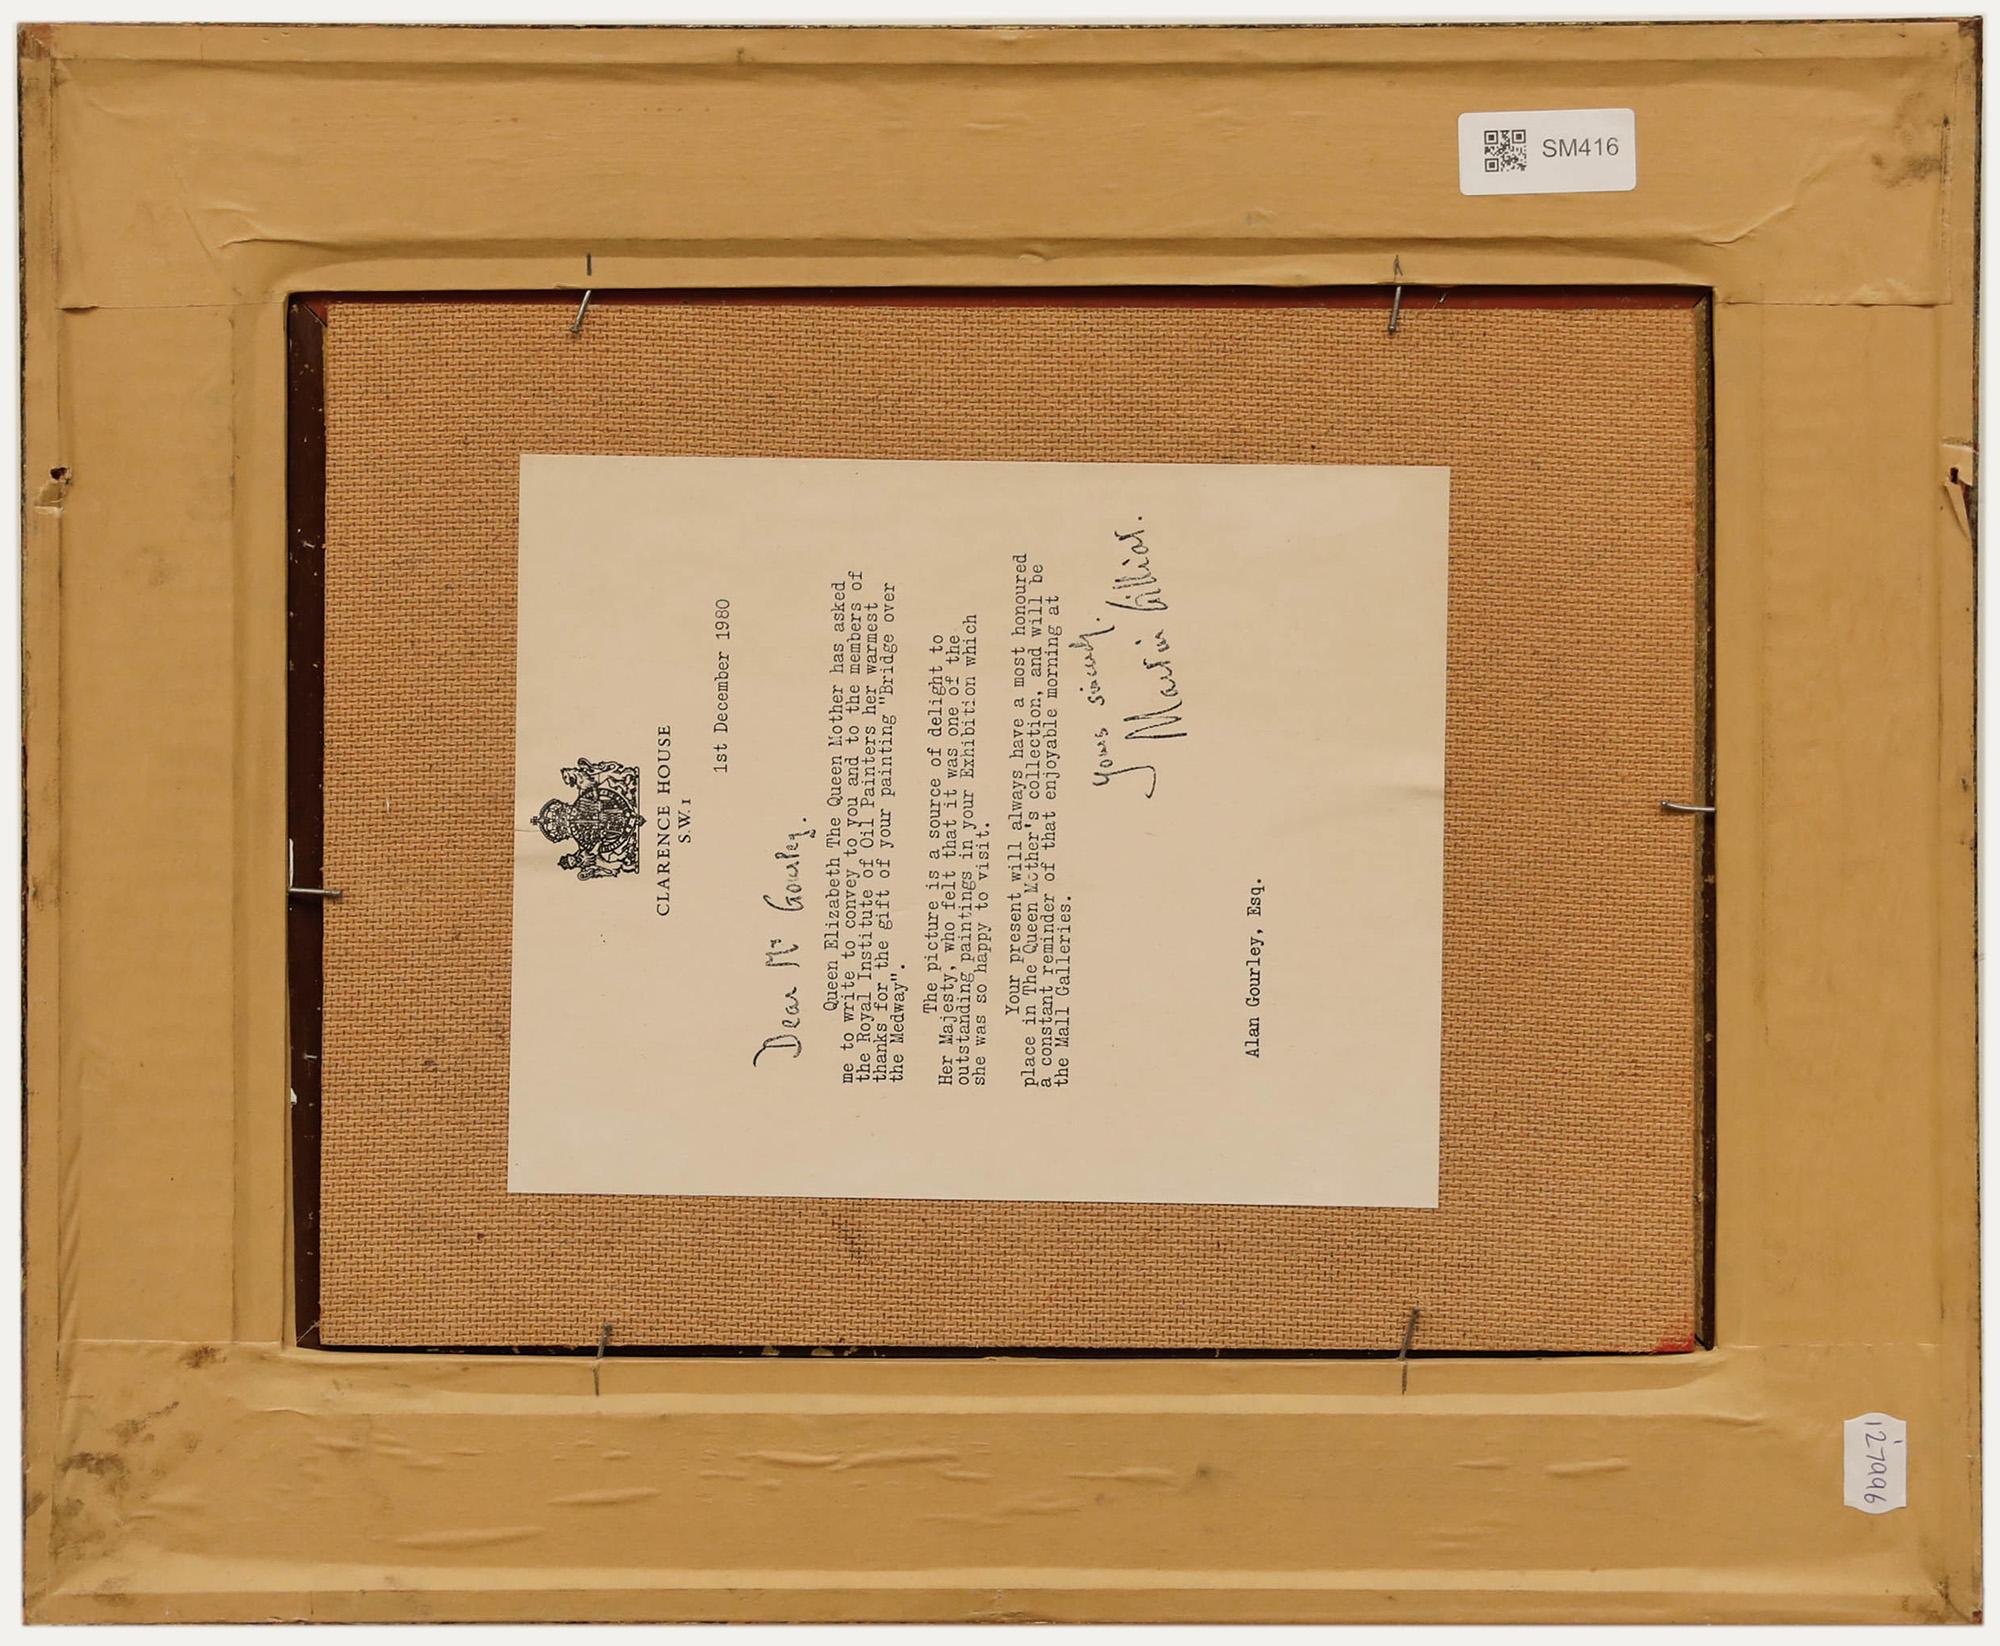 SM416
CLARENCE HOUSE
S.W.1
1st December 1980
Dear Mr Gourley.
Queen Elizabeth The Queen Mother has asked
me to write to convey to you and to the members of
the Royal Institute of Oil Painters her warmest
thanks for the gift of your painting "Bridge over
the Medway".
The picture is a source of delight to
Her Majesty, who felt that it was one of the
outstanding paintings in your Exhibition which
she was so happy to visit.
Your present will always have a most honoured
place in The Queen Mother's collection, and will be
a constant reminder of that enjoyable morning at
the Mall Galleries.
Yours sincerely.
Martin Gilliat.
Alan Gourley, Esq.
127996